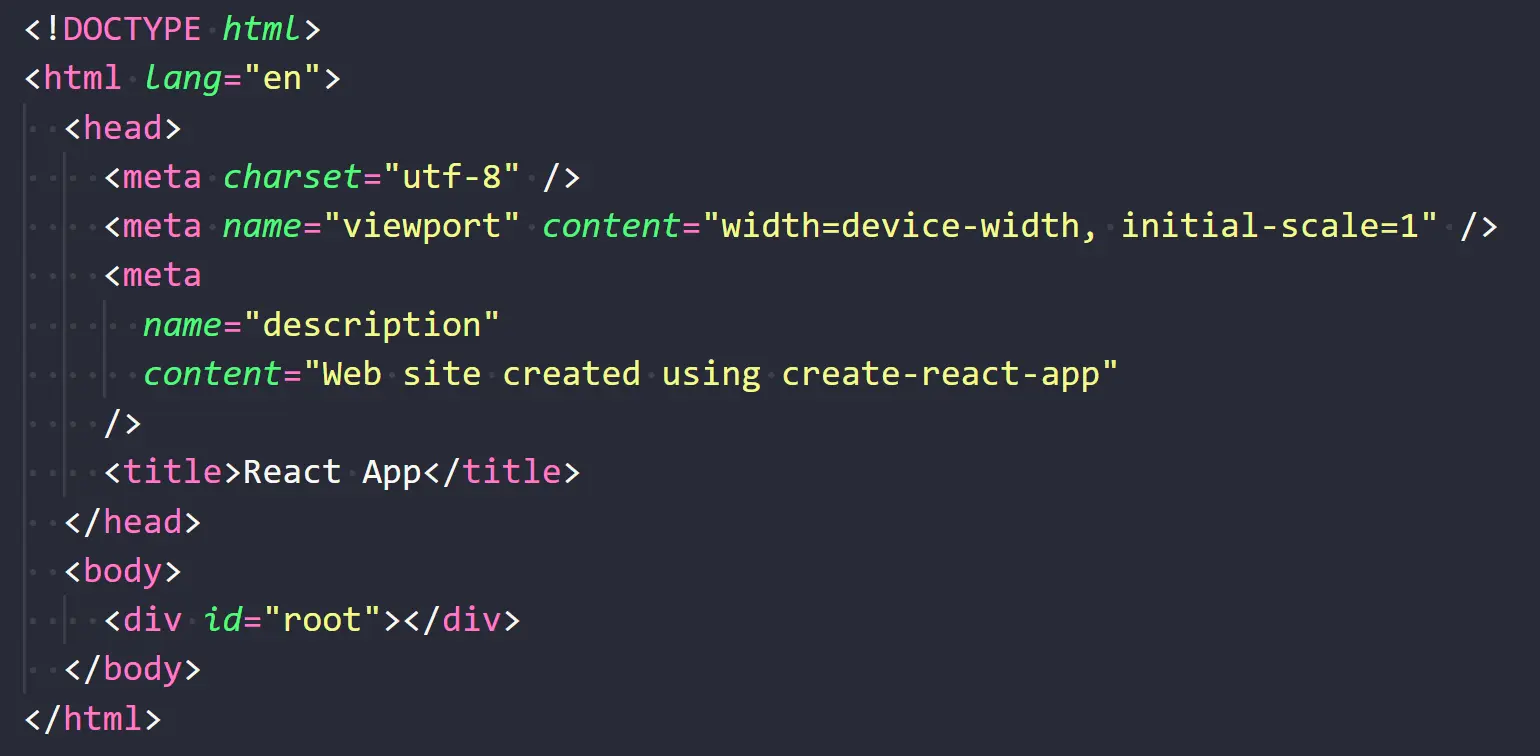 <!DOCTYPE html>
<html lang="en">
  <head>
    <meta charset="utf-8" />
    <meta name="viewport" content="width=device-width, initial-scale=1" />
    <meta
      name="description"
      content="Web site created using create-react-app"
    />
    <title>React App</title>
  </head>
  <body>
    <div id="root"></div>
  </body>
</html>